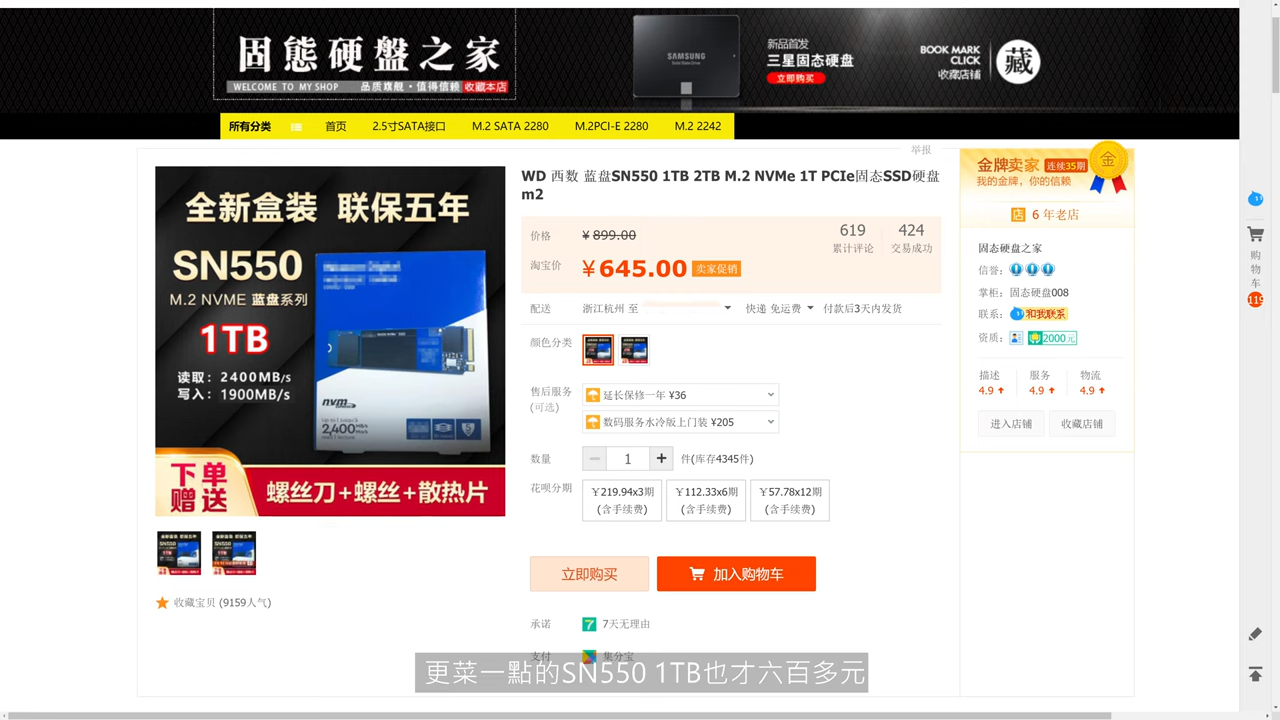 固態硬盤之家
WELCOME TO MY SHOP 品质旗舰·值得信赖 收藏本店
SAMSUNG
新品首发
三星固态硬盘
立即购买
BOOK MARK
CLICK
收藏店铺
藏
所有分类 首页 2.5寸SATA接口 M.2 SATA 2280 M.2PCI-E 2280 M.2 2242
举报
全新盒装 联保五年
SN550
M.2 NVME 蓝盘系列
1TB
读取：2400MB/s
写入：1900MB/s
nvm
2,400
下单
赠送
螺丝刀+螺丝+散热片
收藏宝贝 (9159人气)
WD 西数 蓝盘SN550 1TB 2TB M.2 NVMe 1T PCIe固态SSD硬盘
m2
价格 ¥ 899.00
619 累计评论
424 交易成功
淘宝价 ¥645.00 卖家促销
配送 浙江杭州 至 快递 免运费 付款后3天内发货
颜色分类
售后服务
(可选)
延长保修一年 ¥36
数码服务水冷版上门装 ¥205
数量 1 件(库存4345件)
花呗分期
¥219.94x3期
(含手续费)
¥112.33x6期
(含手续费)
¥57.78x12期
(含手续费)
立即购买 加入购物车
承诺 7天无理由
支付 集分宝
金牌卖家 连续35期
我的金牌，你的信赖
金
店 6 年老店
固态硬盘之家
信誉：
掌柜：固态硬盘008
联系：和我联系
资质：2000元
描述 服务 物流
4.9 4.9 4.9
进入店铺 收藏店铺
购
物
车
119
更菜一點的SN550 1TB也才六百多元